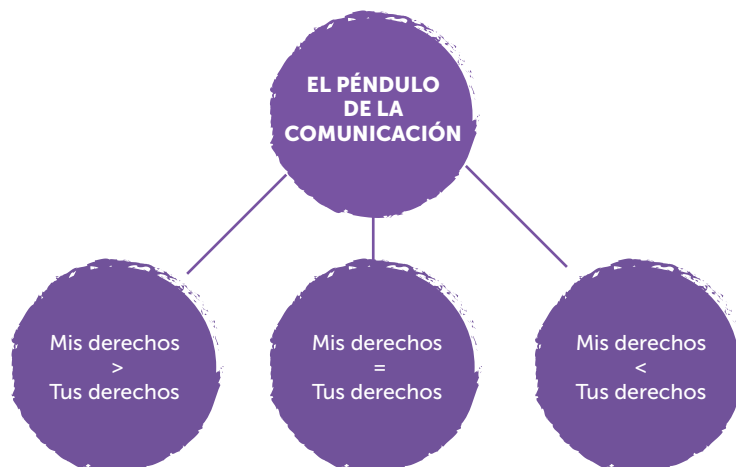 EL PÉNDULO
DE LA
COMUNICACIÓN
Mis derechos
>
Tus derechos
Mis derechos
=
Tus derechos
Mis derechos
<
Tus derechos